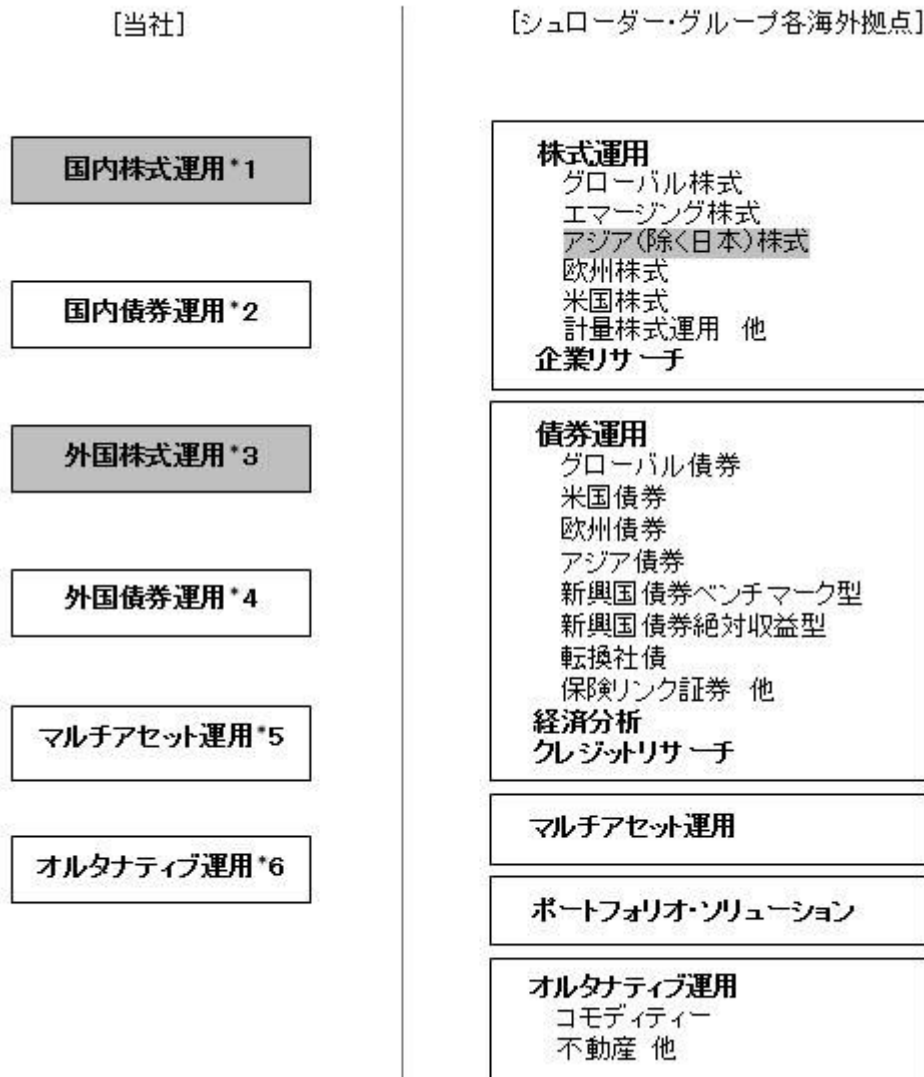 [当社]
国内株式運用*1
国内債券運用*2
外国株式運用*3
外国債券運用*4
マルチアセット運用*5
オルタナティブ運用*6
[シュローダー・グループ各海外拠点]
株式運用
グローバル株式
エマージング株式
アジア(除く日本)株式
欧州株式
米国株式
計量株式運用 他
企業リサーチ
債券運用
グローバル債券
米国債券
欧州債券
アジア債券
新興国債券ベンチマーク型
新興国債券絶対収益型
転換社債
保険リンク証券 他
経済分析
クレジットリサーチ
マルチアセット運用
ポートフォリオ・ソリューション
オルタナティブ運用
コモディティー
不動産 他